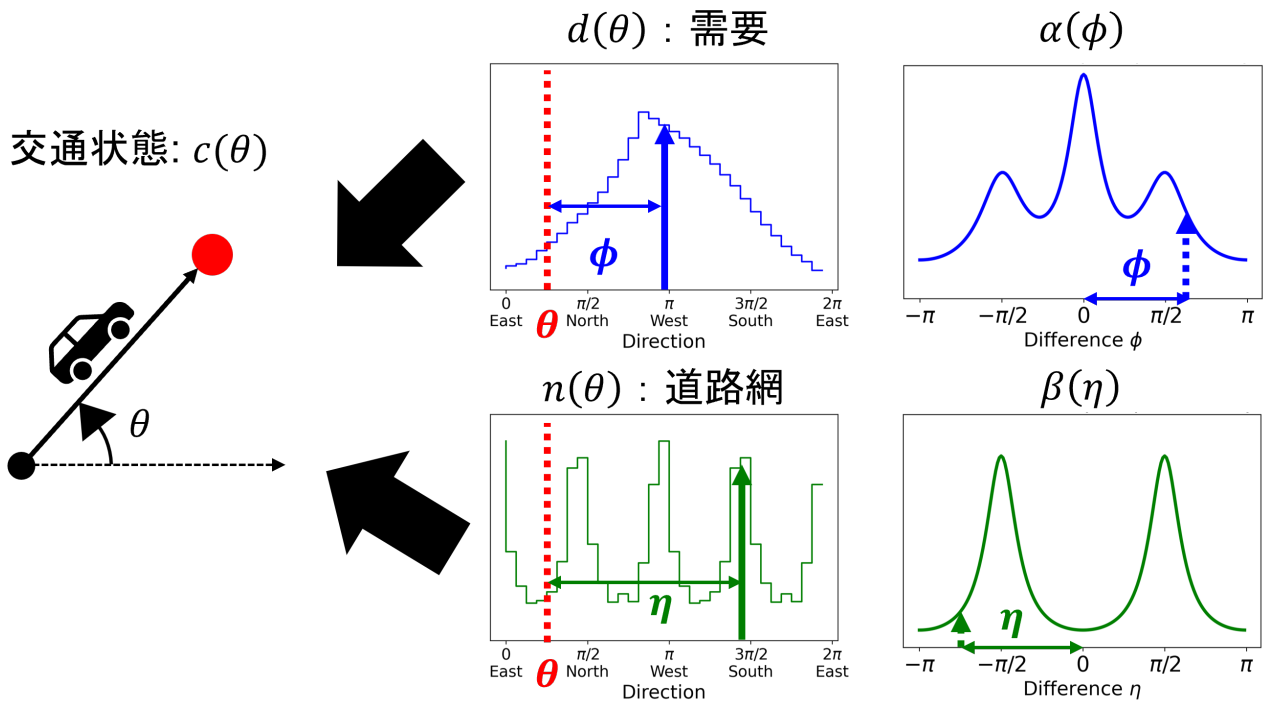 d(θ)：需要
α(ϕ)
交通状態: c(θ)
ϕ
ϕ
0 π/2 π 3π/2 2π
East θ North West South East
Direction
−π −π/2 0 π/2 π
Difference ϕ
θ
n(θ)：道路網
β(η)
η
η
0 π/2 π 3π/2 2π
East θ North West South East
Direction
−π −π/2 0 π/2 π
Difference η